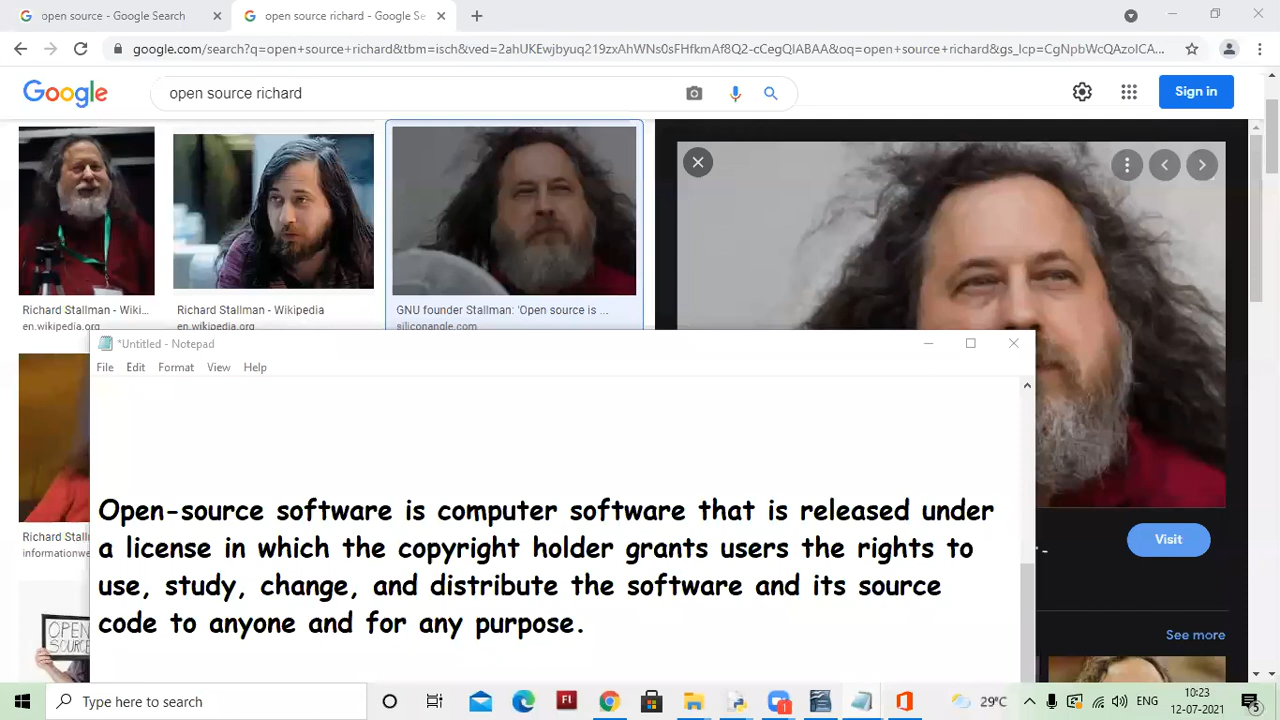 open source - Google Search
open source richard - Google Se
google.com/search?q=open+source+richard&tbm=isch&ved=2ahUKEwjbyuq219zxAhWNs0sFHfkmAf8Q2-cCegQIABAA&oq=open+source+richard&gs_lcp=CgNpbWcQAzoICA...
Google
open source richard
Sign in
Richard Stallman - Wiki...
en.wikipedia.org
Richard Stallman - Wikipedia
en.wikipedia.org
GNU founder Stallman: 'Open source is ...
siliconangle.com
*Untitled - Notepad
File Edit Format View Help
Open-source software is computer software that is released under
a license in which the copyright holder grants users the rights to
use, study, change, and distribute the software and its source
code to anyone and for any purpose.
Richard Stall
informationwe
OPEN
SOURCE
Visit
See more
Type here to search
FI
1
29°C
ENG
10:23
12-07-2021
5